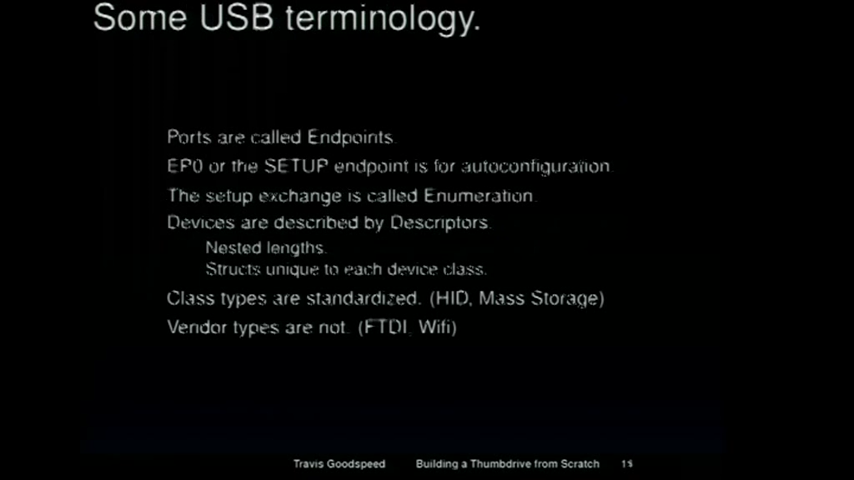 Some USB terminology.
Ports are called Endpoints.
EP0 or the SETUP endpoint is for autoconfiguration.
The setup exchange is called Enumeration.
Devices are described by Descriptors.
Nested lengths.
Structs unique to each device class.
Class types are standardized. (HID, Mass Storage)
Vendor types are not. (FTDI, Wifi)
Travis Goodspeed Building a Thumbdrive from Scratch